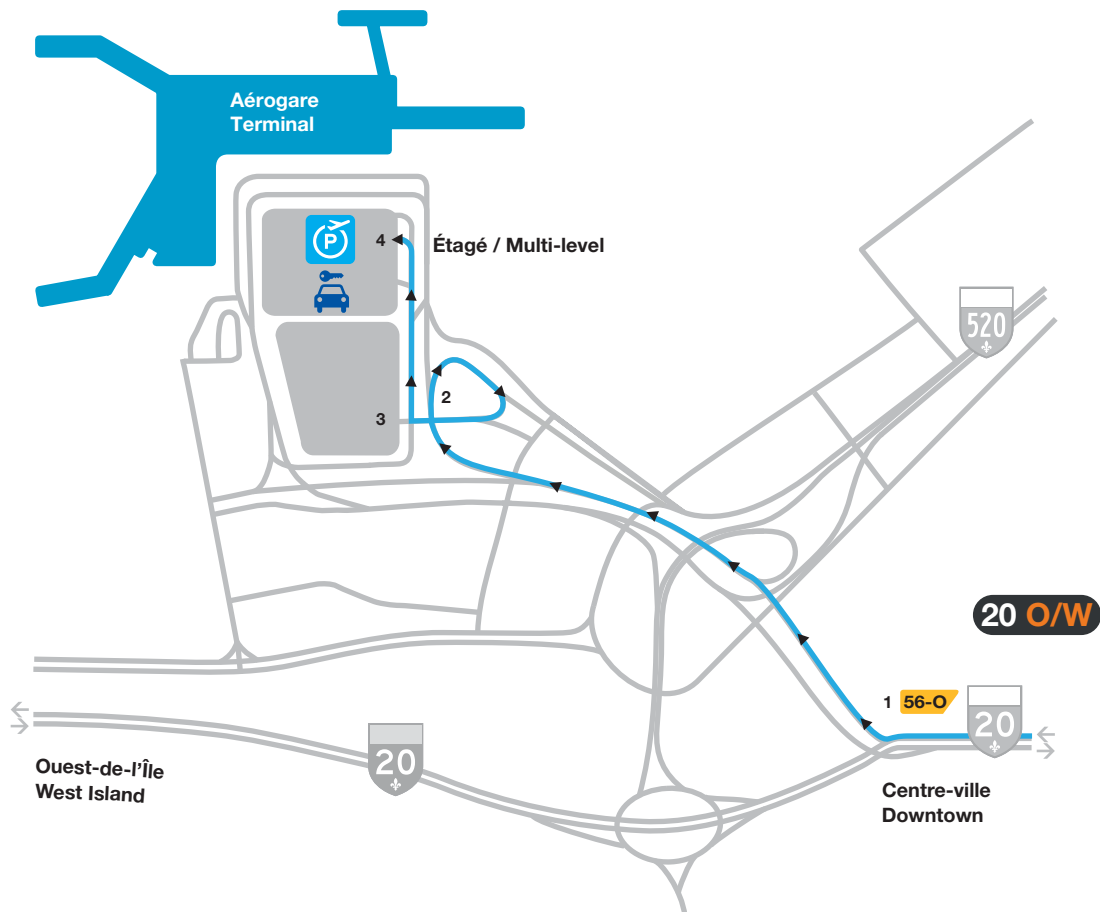 Aérogare
Terminal
P
4
Étagé / Multi-level
520
2
3
20 O/W
1 56-O
20
20
Ouest-de-l'Île
West Island
Centre-ville
Downtown